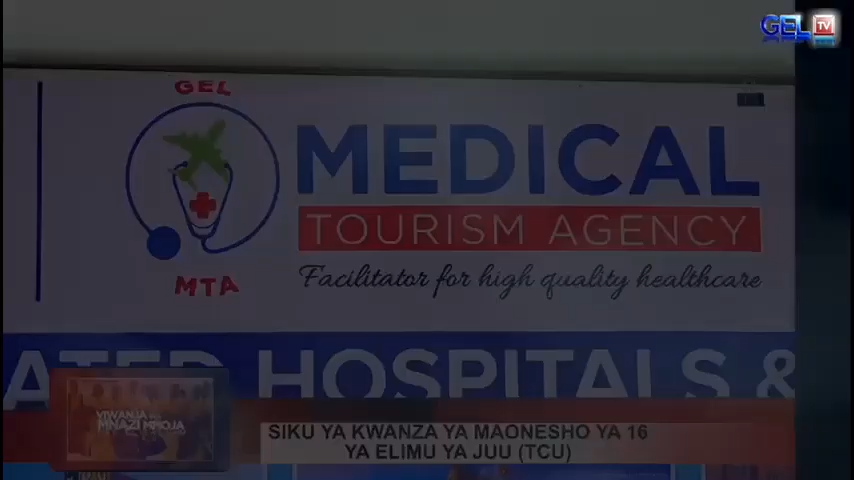 GEL TV
GEL
MEDICAL
TOURISM AGENCY
Facilitator for high quality healthcare
MTA
ATED HOSPITALS &
VIWANJA
MNAZI MMOJA
SIKU YA KWANZA YA MAONESHO YA 16
YA ELIMU YA JUU (TCU)